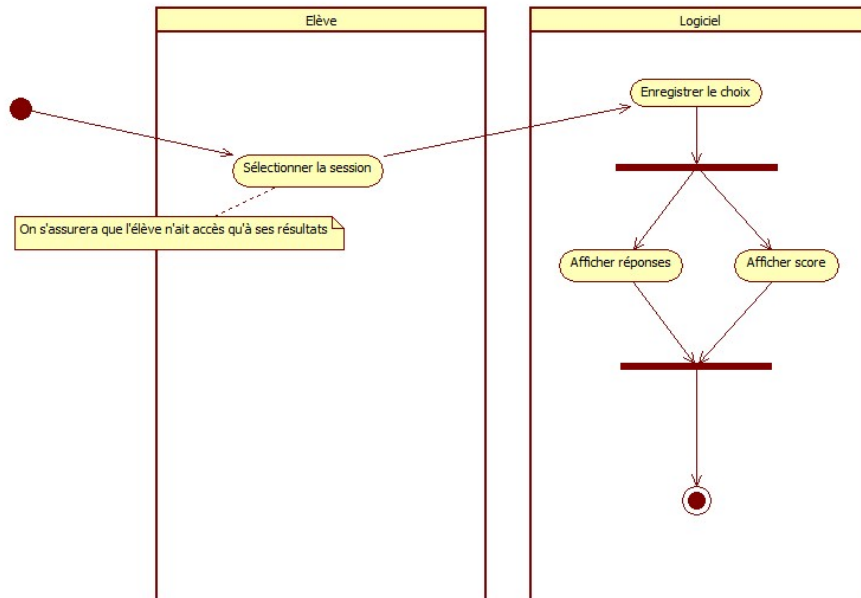 Elève
Logiciel
Enregistrer le choix
Sélectionner la session
On s'assurera que l'élève n'ait accès qu'à ses résultats
Afficher réponses
Afficher score